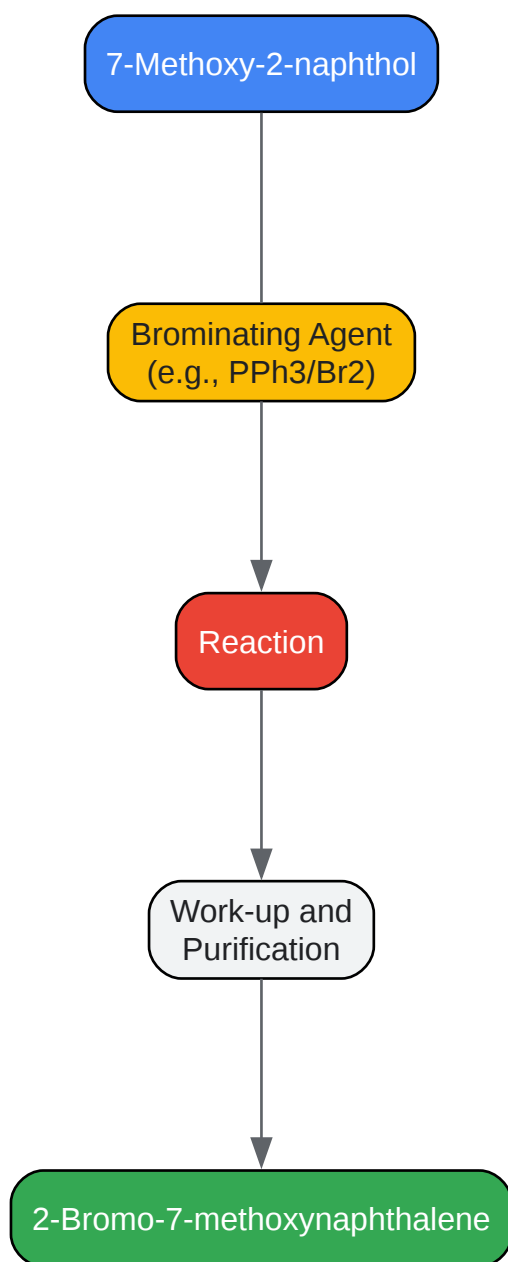 7-Methoxy-2-naphthol
Brominating Agent
(e.g., PPh3/Br2)
Reaction
Work-up and
Purification
2-Bromo-7-methoxynaphthalene